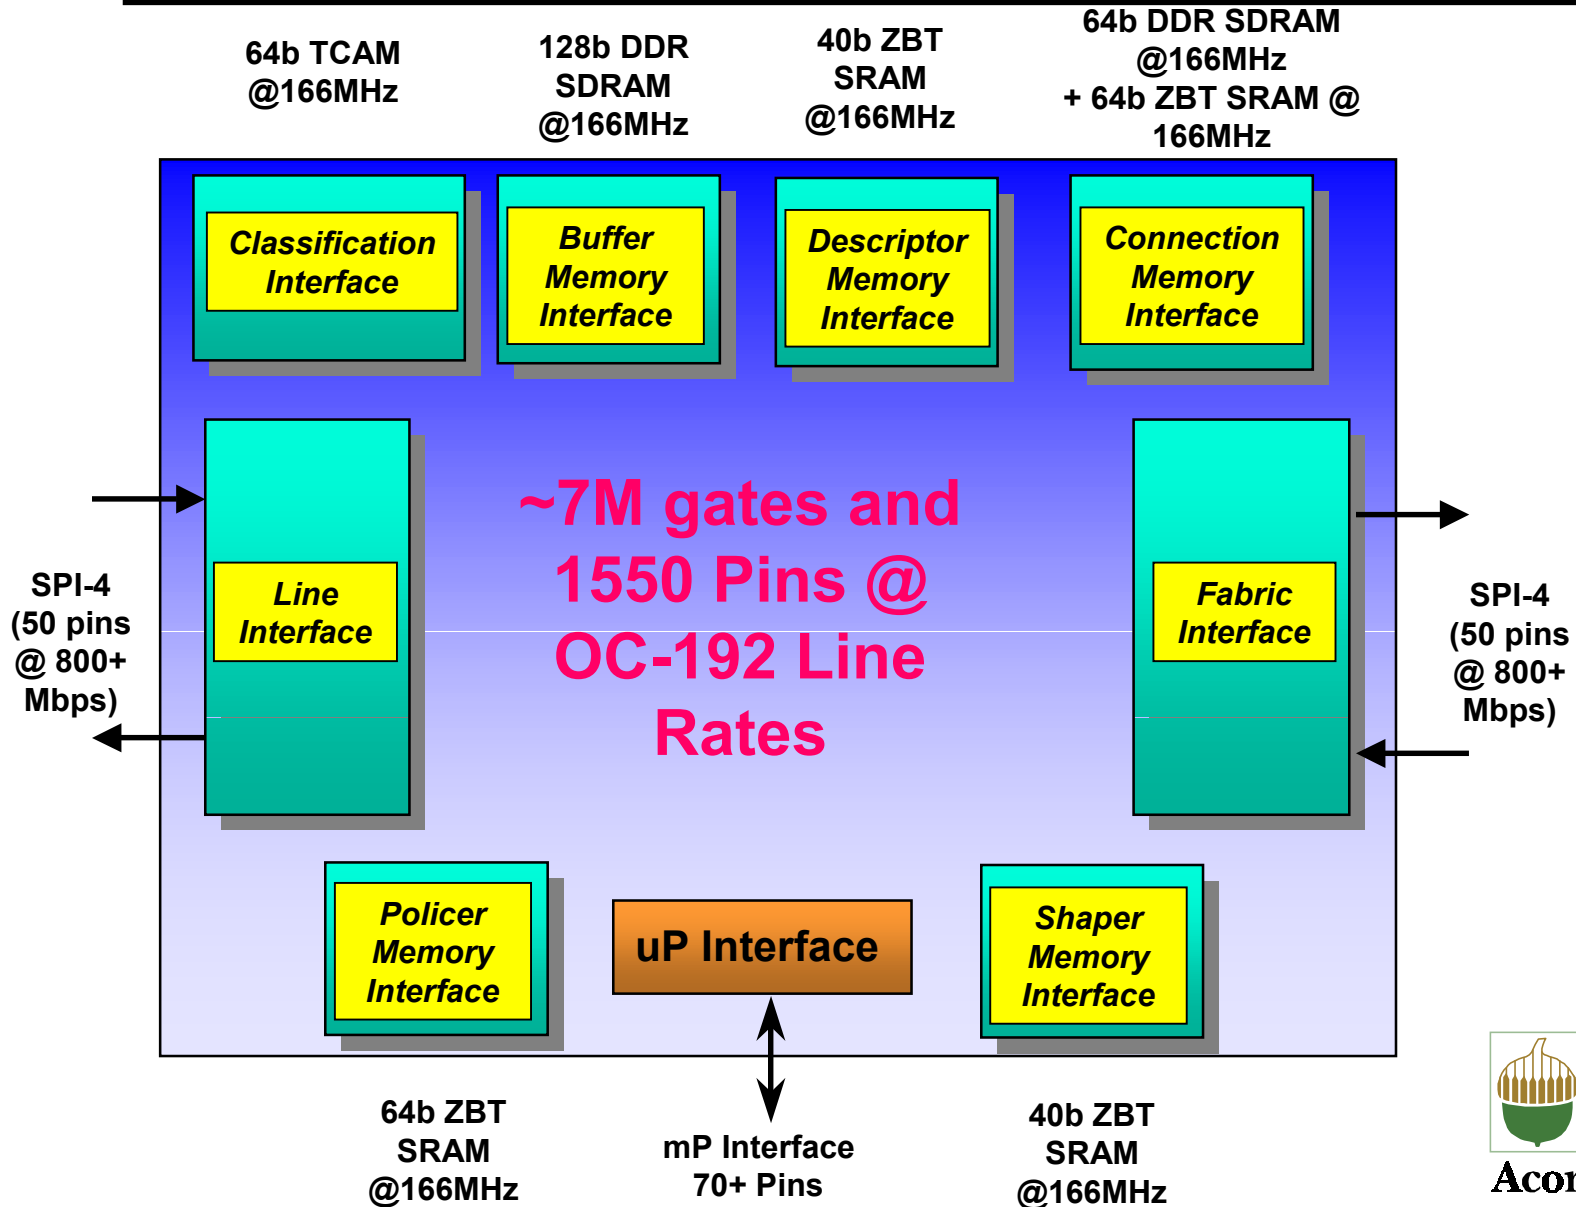 64b TCAM
@166MHz
128b DDR
SDRAM
@166MHz
40b ZBT
SRAM
@166MHz
64b DDR SDRAM
@166MHz
+ 64b ZBT SRAM @
166MHz
Classification
Interface
Buffer
Memory
Interface
Descriptor
Memory
Interface
Connection
Memory
Interface
SPI-4
(50 pins
@ 800+
Mbps)
Line
Interface
~7M gates and
1550 Pins @
OC-192 Line
Rates
Fabric
Interface
SPI-4
(50 pins
@ 800+
Mbps)
Policer
Memory
Interface
uP Interface
Shaper
Memory
Interface
64b ZBT
SRAM
@166MHz
mP Interface
70+ Pins
40b ZBT
SRAM
@166MHz
Acor